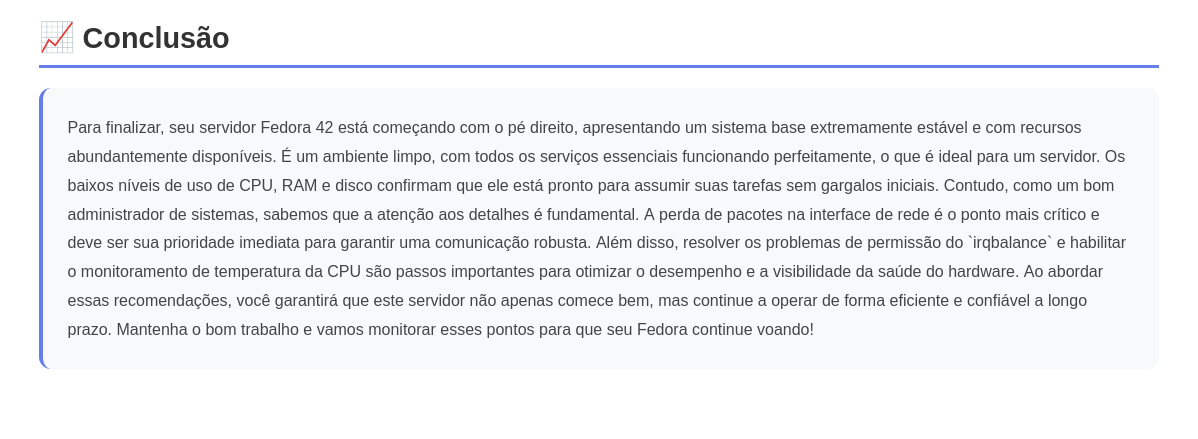 📈 Conclusão
Para finalizar, seu servidor Fedora 42 está começando com o pé direito, apresentando um sistema base extremamente estável e com recursos
abundantemente disponíveis. É um ambiente limpo, com todos os serviços essenciais funcionando perfeitamente, o que é ideal para um servidor. Os
baixos níveis de uso de CPU, RAM e disco confirmam que ele está pronto para assumir suas tarefas sem gargalos iniciais. Contudo, como um bom
administrador de sistemas, sabemos que a atenção aos detalhes é fundamental. A perda de pacotes na interface de rede é o ponto mais crítico e
deve ser sua prioridade imediata para garantir uma comunicação robusta. Além disso, resolver os problemas de permissão do `irqbalance` e habilitar
o monitoramento de temperatura da CPU são passos importantes para otimizar o desempenho e a visibilidade da saúde do hardware. Ao abordar
essas recomendações, você garantirá que este servidor não apenas comece bem, mas continue a operar de forma eficiente e confiável a longo
prazo. Mantenha o bom trabalho e vamos monitorar esses pontos para que seu Fedora continue voando!